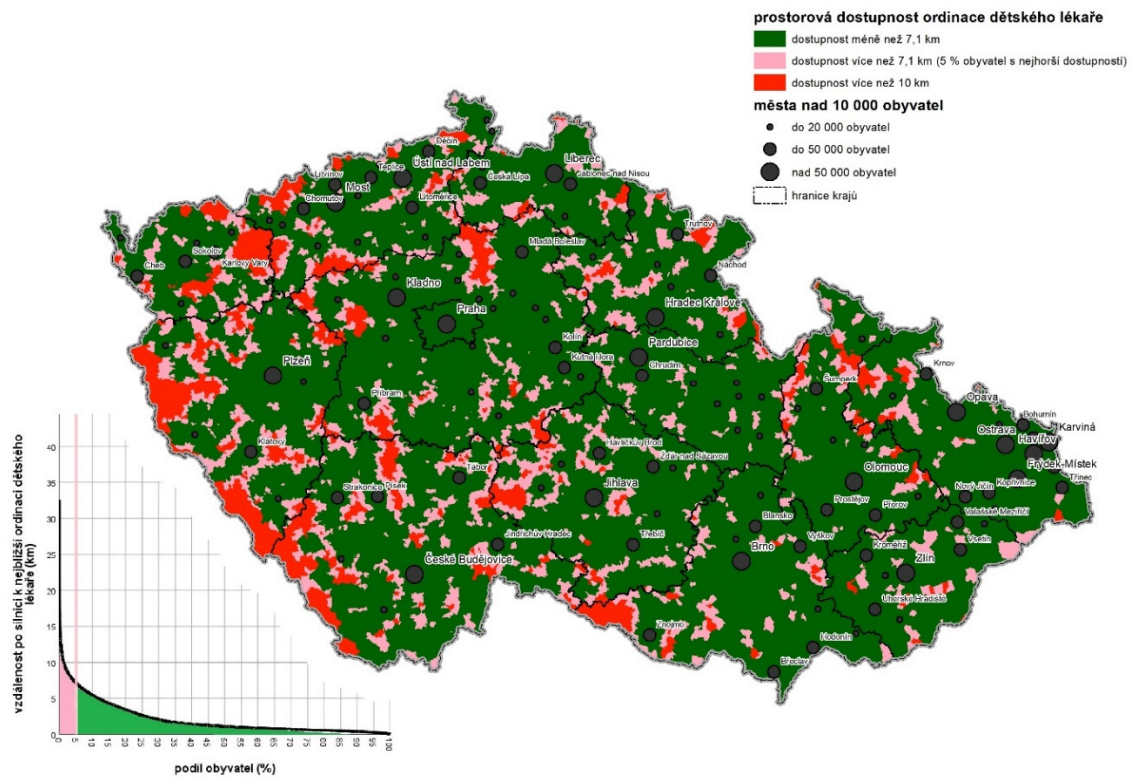 prostorová dostupnost ordinace dětského lékaře
dostupnost méně než 7,1 km
dostupnost více než 7,1 km (5 % obyvatel s nejhorší dostupností)
dostupnost více než 10 km
města nad 10 000 obyvatel
do 20 000 obyvatel
do 50 000 obyvatel
nad 50 000 obyvatel
hranice krajů
Děčín
Ústí nad Labem
Teplice
Litvínov
Most
Chomutov
Litoměřice
Česká Lípa
Liberec
Jablonec nad Nisou
Trutnov
Náchod
Mladá Boleslav
Sokolov
Cheb
Karlovy Vary
Kladno
Praha
Hradec Králové
Pardubice
Chrudim
Kolín
Kutná Hora
Plzeň
Příbram
Klatovy
Strakonice
Písek
Tábor
Havlíčkův Brod
Žďár nad Sázavou
Jihlava
Jindřichův Hradec
Třebíč
České Budějovice
Znojmo
Brno
Blansko
Vyškov
Břeclav
Hodonín
Uherské Hradiště
Zlín
Kroměříž
Prostějov
Přerov
Olomouc
Šumperk
Krnov
Opava
Bohumín
Karviná
Ostrava
Havířov
Frýdek-Místek
Třinec
Kopřivnice
Nový Jičín
Valašské Meziříčí
Vsetín
vzdálenost po silnici k nejbližší ordinaci dětského
lékaře (km)
40
35
30
25
20
15
10
5
0
0 5 10 15 20 25 30 35 40 45 50 55 60 65 70 75 80 85 90 95 100
podíl obyvatel (%)